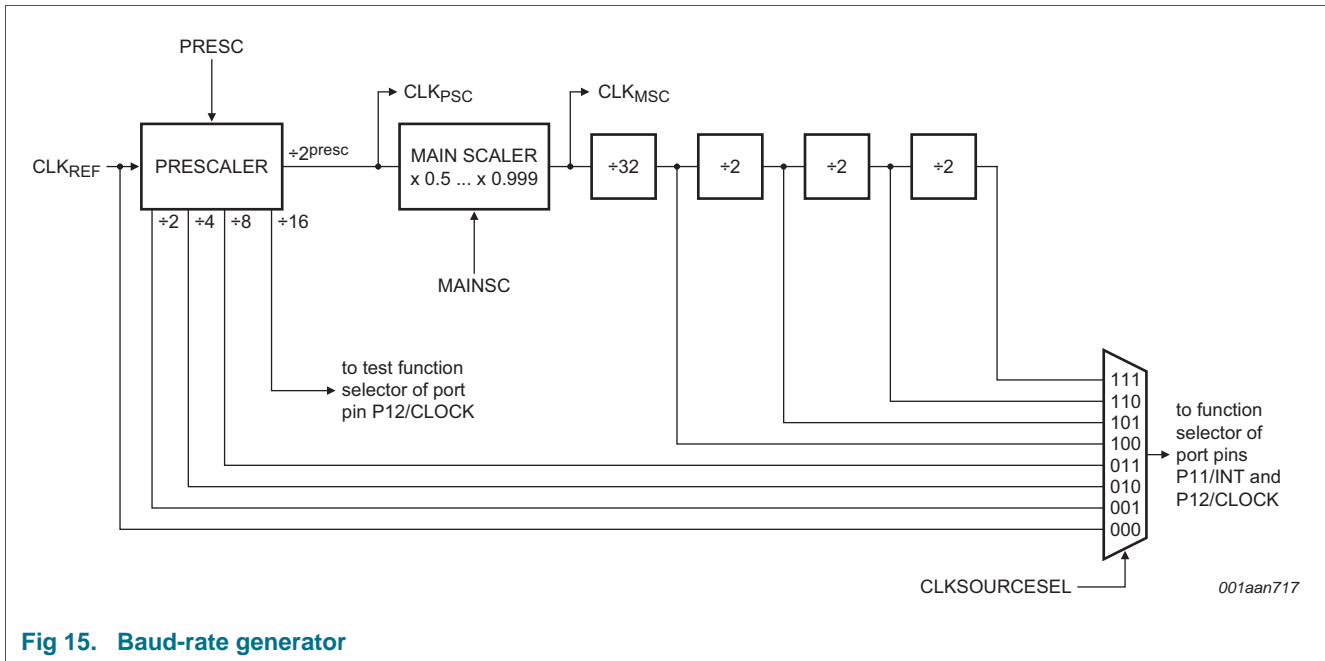 PRESC
CLKPSC
CLKMSC
CLKREF
PRESCALER
÷2presc
MAIN SCALER
x 0.5 ... x 0.999
÷32
÷2
÷2
÷2
÷2
÷4
÷8
÷16
MAINSC
to test function
selector of port
pin P12/CLOCK
111
110
101
100
011
010
001
000
to function
selector of
port pins
P11/INT and
P12/CLOCK
CLKSOURCESEL
001aan717
Fig 15. Baud-rate generator